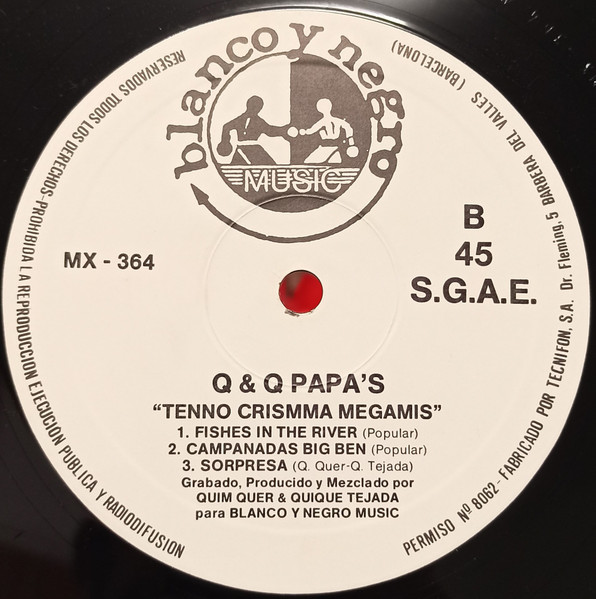 blanco y negro
MUSIC
MX - 364
B
45
S.G.A.E.
Q & Q PAPA'S
"TENNO CRISMMA MEGAMIS"
1. FISHES IN THE RIVER (Popular)
2. CAMPANADAS BIG BEN (Popular)
3. SORPRESA (Q. Quer-Q. Tejada)
Grabado, Producido y Mezclado por
QUIM QUER & QUIQUE TEJADA
para BLANCO Y NEGRO MUSIC
RESERVADOS TODOS LOS DERECHOS-PROHIBIDA LA REPRODUCCION EJECUCION PUBLICA Y RADIODIFUSION
PERMISO Nº 8062-FABRICADO POR TECNIFON, S.A. Dr. Fleming, 5 BARBERA DEL VALLES (BARCELONA)